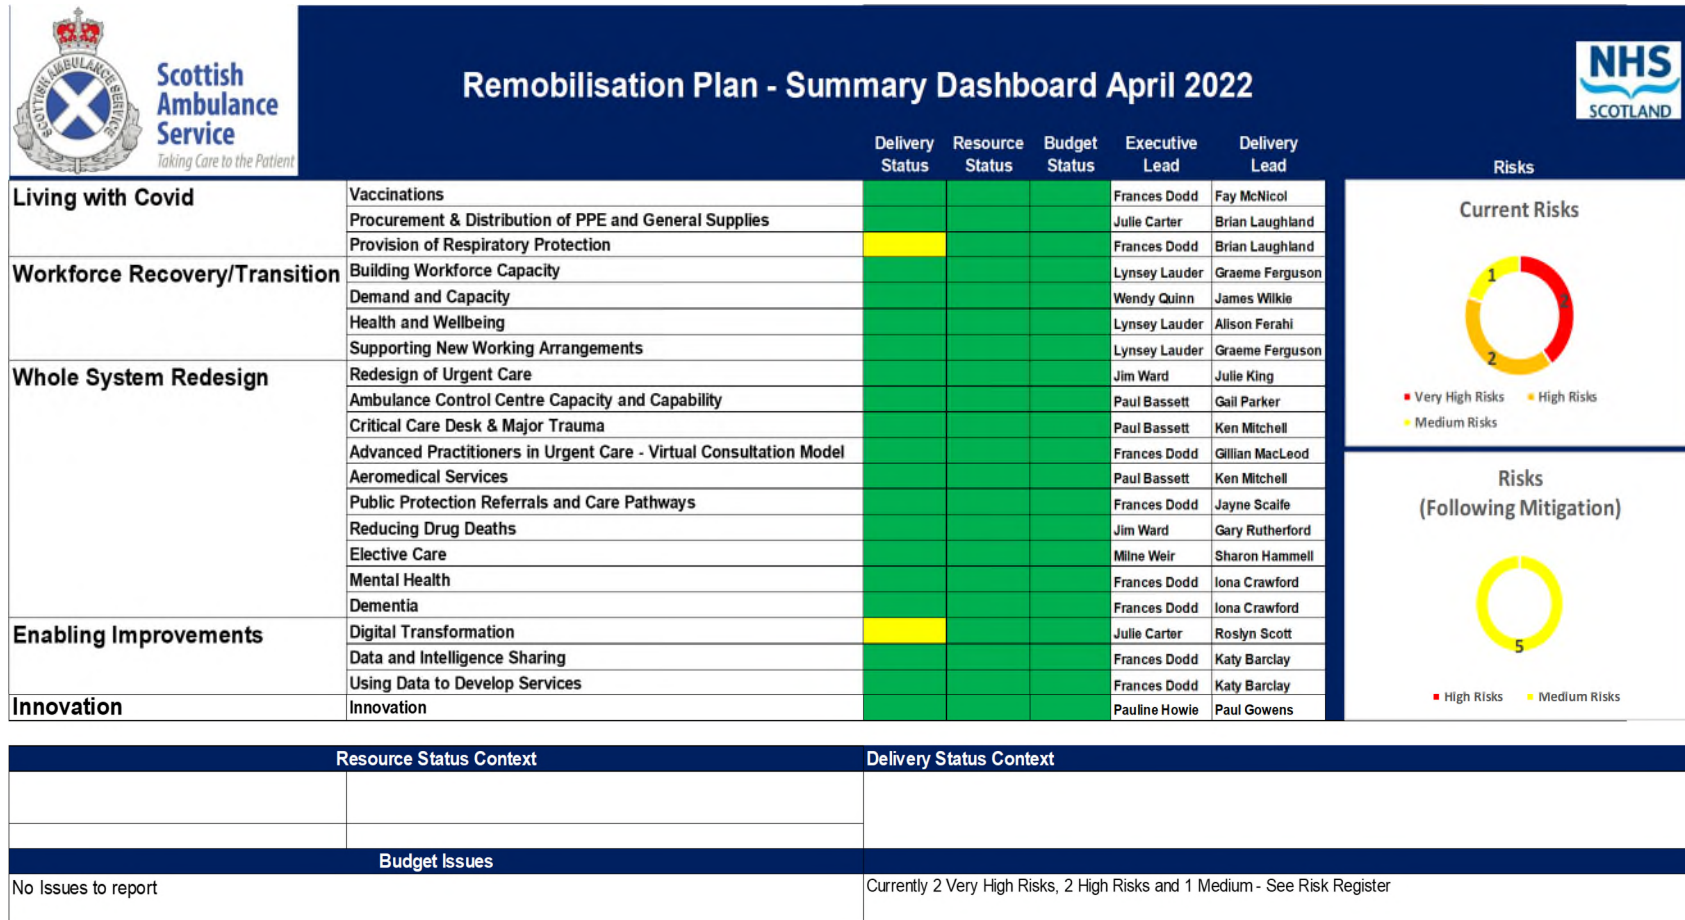 SCOTTISH AMBULANCE SERVICE
Scottish
Ambulance
Service
Taking Care to the Patient
Remobilisation Plan - Summary Dashboard April 2022
NHS
SCOTLAND
Delivery Status Resource Status Budget Status Executive Lead Delivery Lead
Risks
Living with Covid Vaccinations Frances Dodd Fay McNicol
Procurement & Distribution of PPE and General Supplies Julie Carter Brian Laughland
Provision of Respiratory Protection Frances Dodd Brian Laughland
Workforce Recovery/Transition Building Workforce Capacity Lynsey Lauder Graeme Ferguson
Demand and Capacity Wendy Quinn James Wilkie
Health and Wellbeing Lynsey Lauder Alison Ferahi
Supporting New Working Arrangements Lynsey Lauder Graeme Ferguson
Whole System Redesign Redesign of Urgent Care Jim Ward Julie King
Ambulance Control Centre Capacity and Capability Paul Bassett Gail Parker
Critical Care Desk & Major Trauma Paul Bassett Ken Mitchell
Advanced Practitioners in Urgent Care - Virtual Consultation Model Frances Dodd Gillian MacLeod
Aeromedical Services Paul Bassett Ken Mitchell
Public Protection Referrals and Care Pathways Frances Dodd Jayne Scaife
Reducing Drug Deaths Jim Ward Gary Rutherford
Elective Care Milne Weir Sharon Hammell
Mental Health Frances Dodd Iona Crawford
Dementia Frances Dodd Iona Crawford
Enabling Improvements Digital Transformation Julie Carter Roslyn Scott
Data and Intelligence Sharing Frances Dodd Katy Barclay
Using Data to Develop Services Frances Dodd Katy Barclay
Innovation Innovation Pauline Howie Paul Gowens
Current Risks
1
2
2
Very High Risks High Risks
Medium Risks
Risks
(Following Mitigation)
5
High Risks Medium Risks
Resource Status Context Delivery Status Context
Budget Issues
No Issues to report Currently 2 Very High Risks, 2 High Risks and 1 Medium - See Risk Register